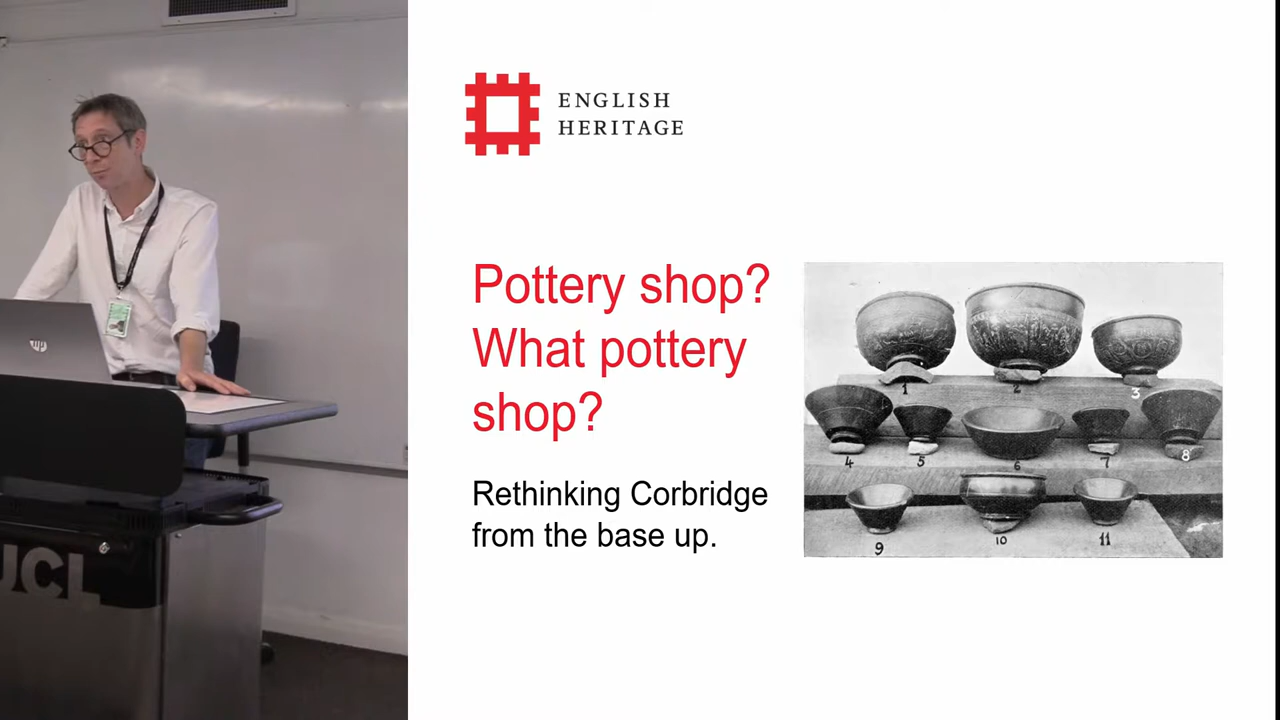 ENGLISH
HERITAGE
Pottery shop?
What pottery
shop?
Rethinking Corbridge
from the base up.
1
2
3
4
5
6
7
8
9
10
11
hp
UCL